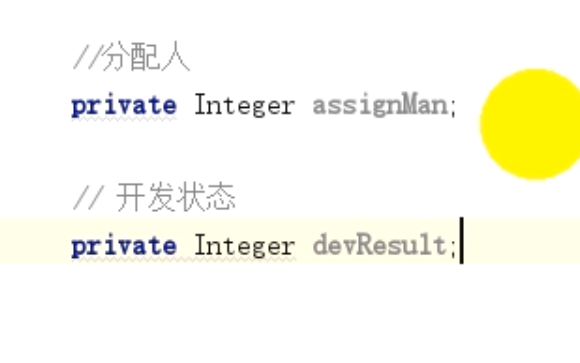 //分配人
private Integer assignMan;
// 开发状态
private Integer devResult;